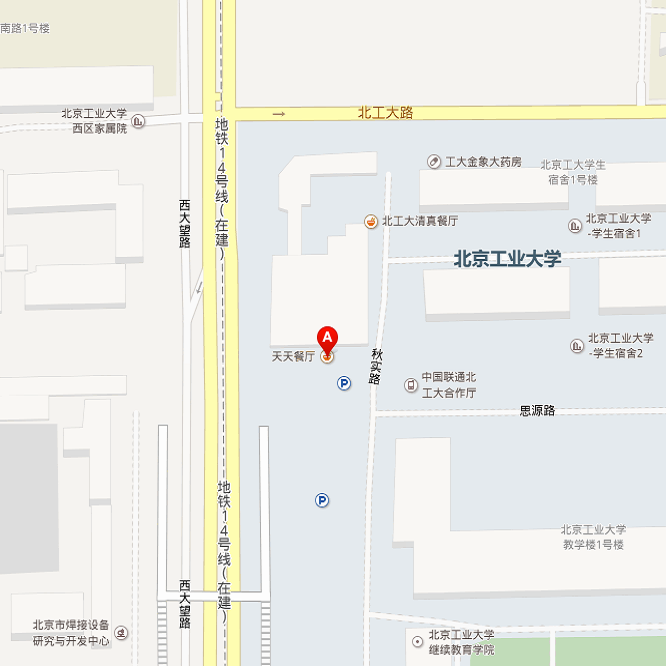 南路1号楼
北京工业大学
西区家属院
北工大路
地铁14号线(在建)
工大金象大药房
北京工大学生
宿舍1号楼
西大望路
北工大清真餐厅
北京工业大学
-学生宿舍1
北京工业大学
A
天天餐厅
秋实路
北京工业大学
-学生宿舍2
P
中国联通北
工大合作厅
思源路
地铁14号线(在建)
P
北京工业大学
教学楼1号楼
西大望路
北京市焊接设备
研究与开发中心
北京工业大学
继续教育学院